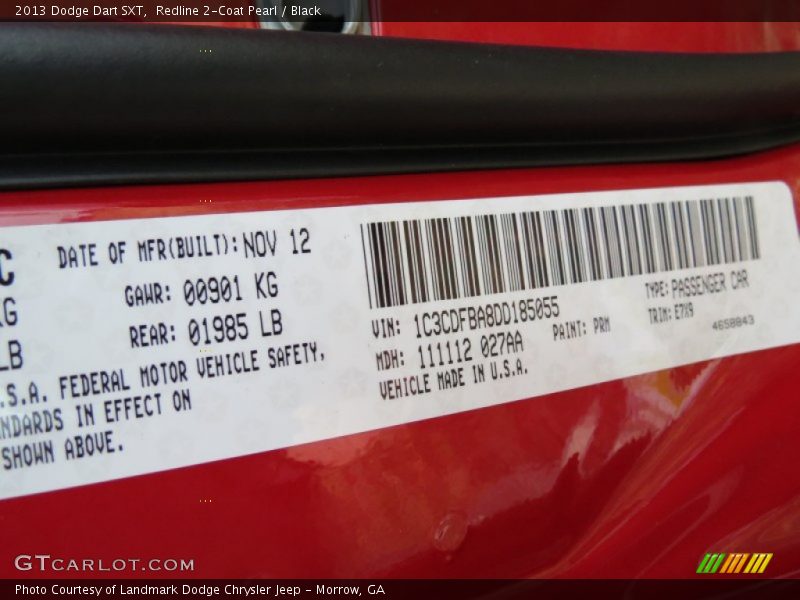 2013 Dodge Dart SXT, Redline 2-Coat Pearl / Black
C
DATE OF MFR(BUILT): NOV 12
KG
GAWR: 00901 KG
LB
REAR: 01985 LB
.S.A. FEDERAL MOTOR VEHICLE SAFETY,
NDARDS IN EFFECT ON
SHOWN ABOVE.
VIN: 1C3CDFBA8DD185055
TYPE: PASSENGER CAR
MDH: 111112 027AA
PAINT: PRM
TRIM: E7X9
4658843
VEHICLE MADE IN U.S.A.
GTCARLOT.COM
Photo Courtesy of Landmark Dodge Chrysler Jeep - Morrow, GA